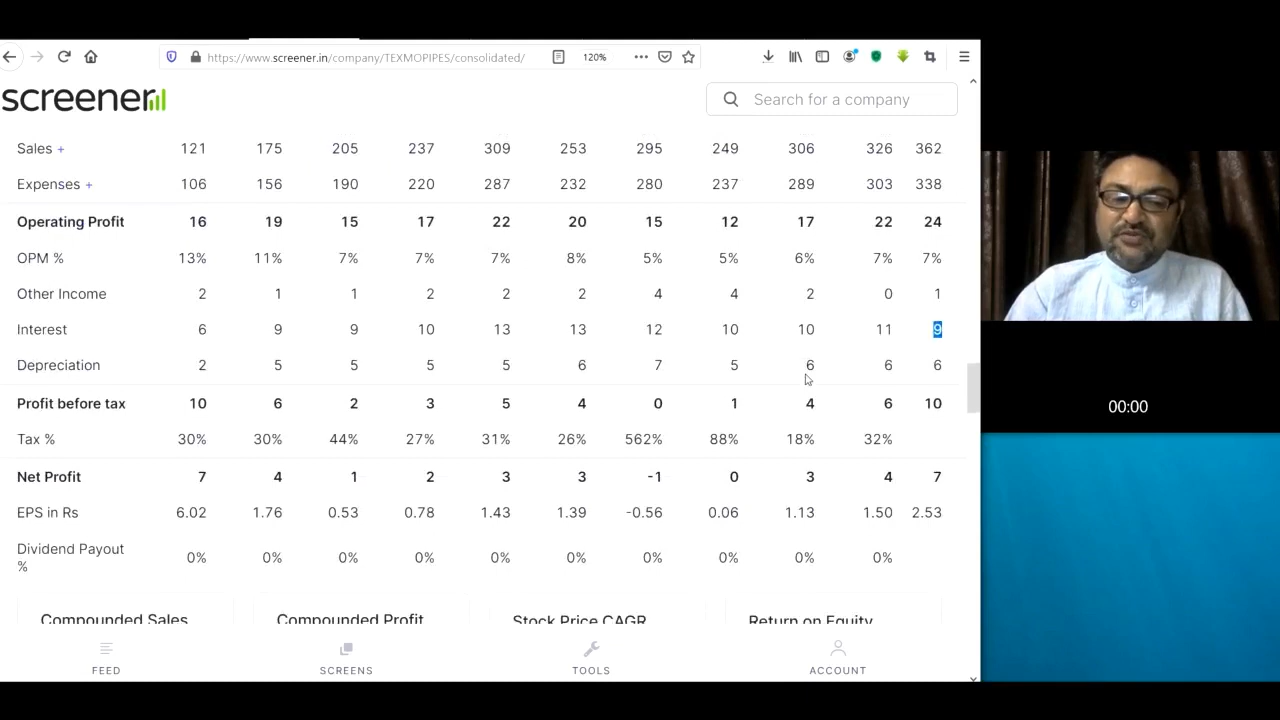 https://www.screener.in/company/TEXMOPIPES/consolidated/ 120%
screener
Search for a company
Sales + 121 175 205 237 309 253 295 249 306 326 362
Expenses + 106 156 190 220 287 232 280 237 289 303 338
Operating Profit 16 19 15 17 22 20 15 12 17 22 24
OPM % 13% 11% 7% 7% 7% 8% 5% 5% 6% 7% 7%
Other Income 2 1 1 2 2 2 4 4 2 0 1
Interest 6 9 9 10 13 13 12 10 10 11 9
Depreciation 2 5 5 5 5 6 7 5 6 6 6
Profit before tax 10 6 2 3 5 4 0 1 4 6 10
Tax % 30% 30% 44% 27% 31% 26% 562% 88% 18% 32%
Net Profit 7 4 1 2 3 3 -1 0 3 4 7
EPS in Rs 6.02 1.76 0.53 0.78 1.43 1.39 -0.56 0.06 1.13 1.50 2.53
Dividend Payout
% 0% 0% 0% 0% 0% 0% 0% 0% 0% 0%
Compounded Sales Compounded Profit Stock Price CAGR Return on Equity
FEED SCREENS TOOLS ACCOUNT
00:00